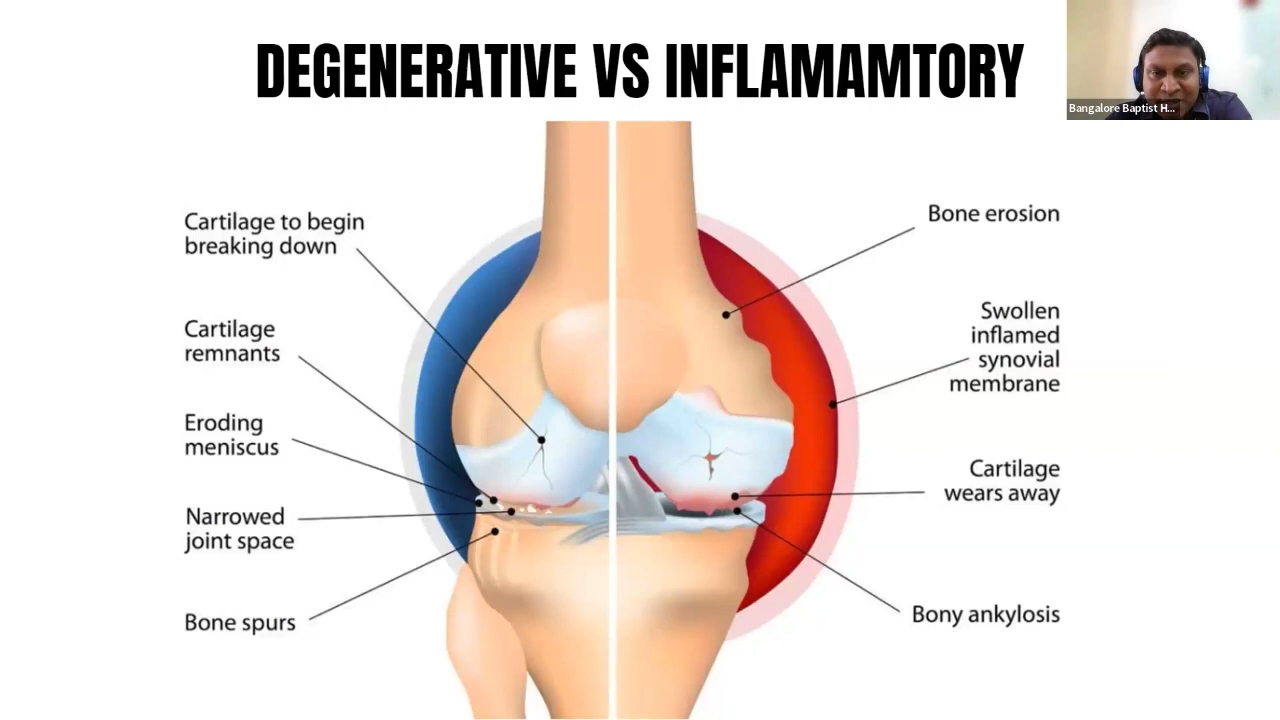 DEGENERATIVE VS INFLAMAMTORY
Bangalore Baptist H...
Cartilage to begin
breaking down
Cartilage
remnants
Eroding
meniscus
Narrowed
joint space
Bone spurs
Bone erosion
Swollen
inflamed
synovial
membrane
Cartilage
wears away
Bony ankylosis